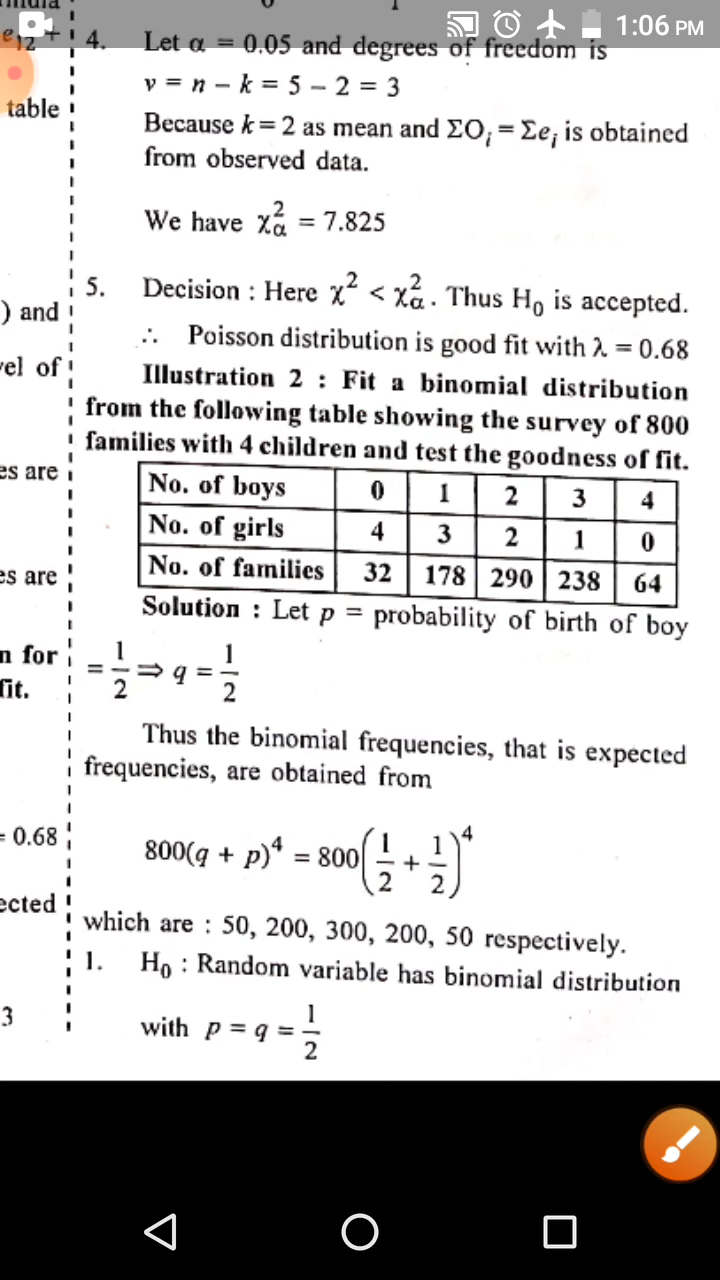 1:06 PM
e12 +
table
) and
vel of
es are
es are
n for
fit.
= 0.68
ected
3
4. Let α = 0.05 and degrees of freedom is
ν = n − k = 5 − 2 = 3
Because k = 2 as mean and ΣOᵢ = Σeᵢ is obtained
from observed data.
We have χ²α = 7.825
5. Decision : Here χ² < χ²α . Thus H₀ is accepted.
∴ Poisson distribution is good fit with λ = 0.68
Illustration 2 : Fit a binomial distribution
from the following table showing the survey of 800
families with 4 children and test the goodness of fit.
No. of boys 0 1 2 3 4
No. of girls 4 3 2 1 0
No. of families 32 178 290 238 64
Solution : Let p = probability of birth of boy
= 1/2 ⇒ q = 1/2
Thus the binomial frequencies, that is expected
frequencies, are obtained from
800(q + p)⁴ = 800(1/2 + 1/2)⁴
which are : 50, 200, 300, 200, 50 respectively.
1. H₀ : Random variable has binomial distribution
with p = q = 1/2